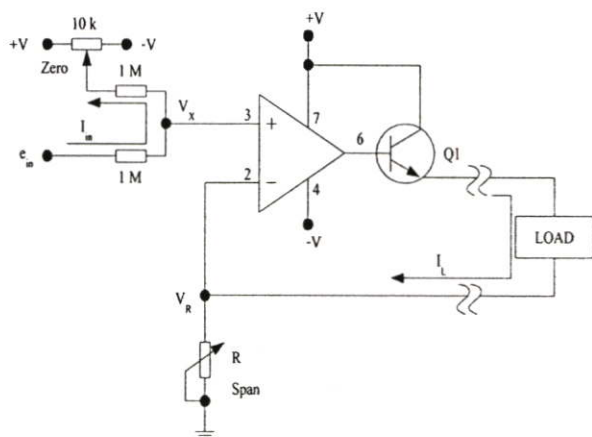 10 k
+V
-V
+V
Zero
1 M
V_X
3
+
7
6
Q1
I_in
e_in
1 M
2
−
4
-V
LOAD
I_L
V_R
R
Span